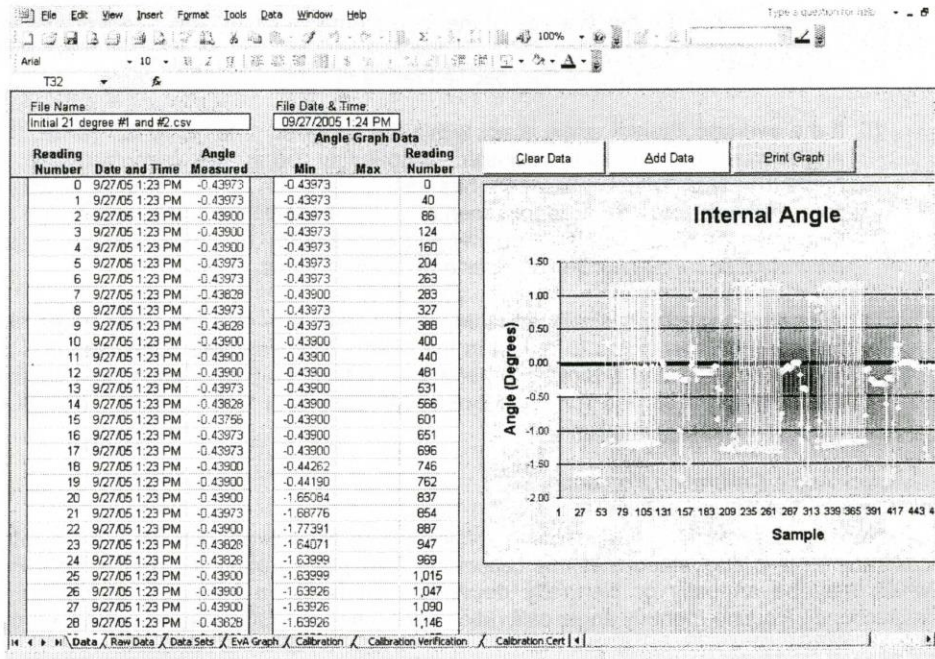 File Edit View Insert Format Tools Data Window Help
Type a question for help
100%
Arial 10
T32 fx
File Name
Initial 21 degree #1 and #2.csv
File Date & Time:
09/27/2005 1:24 PM
Angle Graph Data
Reading Number Date and Time Angle Measured Min Max Reading Number
Clear Data Add Data Print Graph
0 9/27/05 1:23 PM -0.43973 -0.43973 0
1 9/27/05 1:23 PM -0.43973 -0.43973 40
2 9/27/05 1:23 PM -0.43900 -0.43973 86
3 9/27/05 1:23 PM -0.43900 -0.43973 124
4 9/27/05 1:23 PM -0.43900 -0.43973 160
5 9/27/05 1:23 PM -0.43973 -0.43973 204
6 9/27/05 1:23 PM -0.43973 -0.43973 263
7 9/27/05 1:23 PM -0.43828 -0.43900 283
8 9/27/05 1:23 PM -0.43973 -0.43973 327
9 9/27/05 1:23 PM -0.43828 -0.43973 388
10 9/27/05 1:23 PM -0.43900 -0.43900 400
11 9/27/05 1:23 PM -0.43900 -0.43900 440
12 9/27/05 1:23 PM -0.43900 -0.43900 481
13 9/27/05 1:23 PM -0.43973 -0.43900 531
14 9/27/05 1:23 PM -0.43828 -0.43900 566
15 9/27/05 1:23 PM -0.43756 -0.43900 601
16 9/27/05 1:23 PM -0.43973 -0.43900 651
17 9/27/05 1:23 PM -0.43973 -0.43900 696
18 9/27/05 1:23 PM -0.43900 -0.44262 746
19 9/27/05 1:23 PM -0.43900 -0.44190 762
20 9/27/05 1:23 PM -0.43900 -1.65084 837
21 9/27/05 1:23 PM -0.43973 -1.68776 854
22 9/27/05 1:23 PM -0.43900 -1.77391 887
23 9/27/05 1:23 PM -0.43828 -1.64071 947
24 9/27/05 1:23 PM -0.43828 -1.63999 969
25 9/27/05 1:23 PM -0.43900 -1.63999 1,015
26 9/27/05 1:23 PM -0.43900 -1.63926 1,047
27 9/27/05 1:23 PM -0.43900 -1.63926 1,090
28 9/27/05 1:23 PM -0.43828 -1.63926 1,146
Internal Angle
Angle (Degrees)
1.50
1.00
0.50
0.00
-0.50
-1.00
-1.50
-2.00
1 27 53 79 105 131 157 183 209 235 261 287 313 339 365 391 417 443
Sample
Data Raw Data Data Sets EvA Graph Calibration Calibration Verification Calibration Cert